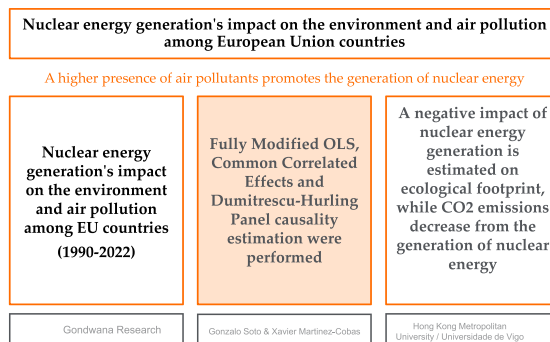 Nuclear energy generation's impact on the environment and air pollution
among European Union countries
A higher presence of air pollutants promotes the generation of nuclear energy
Nuclear energy
generation's impact
on the environment
and air pollution
among EU countries
(1990-2022)
Fully Modified OLS,
Common Correlated
Effects and
Dumitrescu-Hurling
Panel causality
estimation were
performed
A negative impact of
nuclear energy
generation is
estimated on
ecological footprint,
while CO2 emissions
decrease from the
generation of nuclear
energy
Gondwana Research
Gonzalo Soto & Xavier Martinez-Cobas
Hong Kong Metropolitan
University / Universidade de Vigo